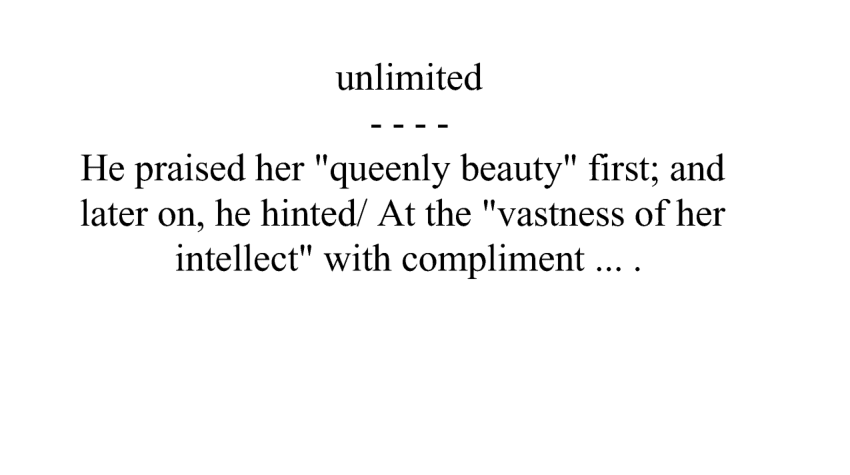 unlimited
- - - -
He praised her "queenly beauty" first; and
later on, he hinted/ At the "vastness of her
intellect" with compliment ... .